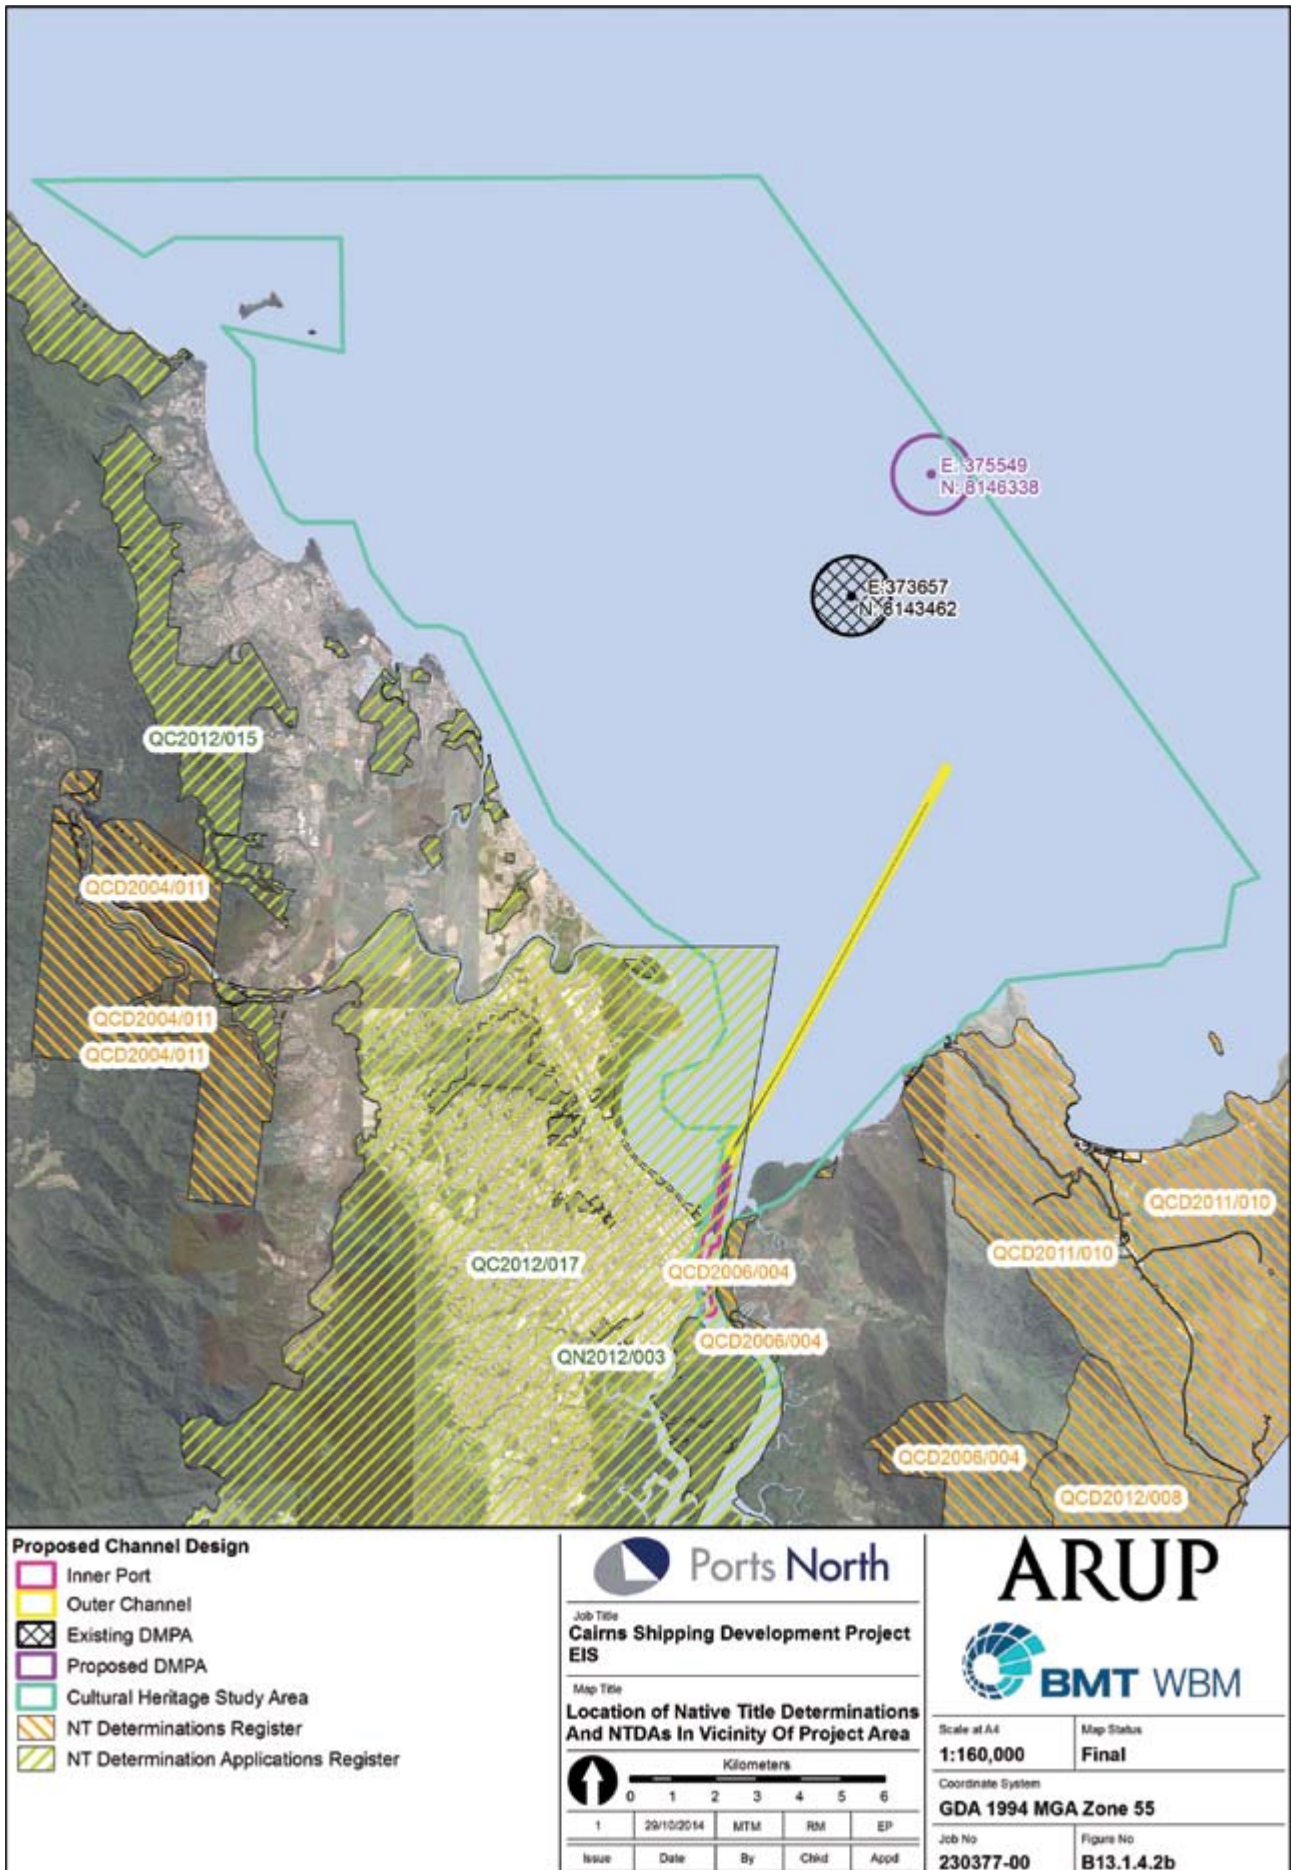 E: 375549
N: 8146338
E:373657
N: 8143462
QC2012/015
QCD2004/011
QCD2004/011
QCD2004/011
QCD2011/010
QCD2011/010
QC2012/017
QCD2006/004
QCD2006/004
QN2012/003
QCD2006/004
QCD2012/008
Proposed Channel Design
Inner Port
Outer Channel
Existing DMPA
Proposed DMPA
Cultural Heritage Study Area
NT Determinations Register
NT Determination Applications Register
Ports North
Job Title
Cairns Shipping Development Project
EIS
Map Title
Location of Native Title Determinations
And NTDAs In Vicinity Of Project Area
Kilometers
0 1 2 3 4 5 6
1 29/10/2014 MTM RM EP
Issue Date By Chkd Appd
ARUP
BMT WBM
Scale at A4 Map Status
1:160,000 Final
Coordinate System
GDA 1994 MGA Zone 55
Job No Figure No
230377-00 B13.1.4.2b